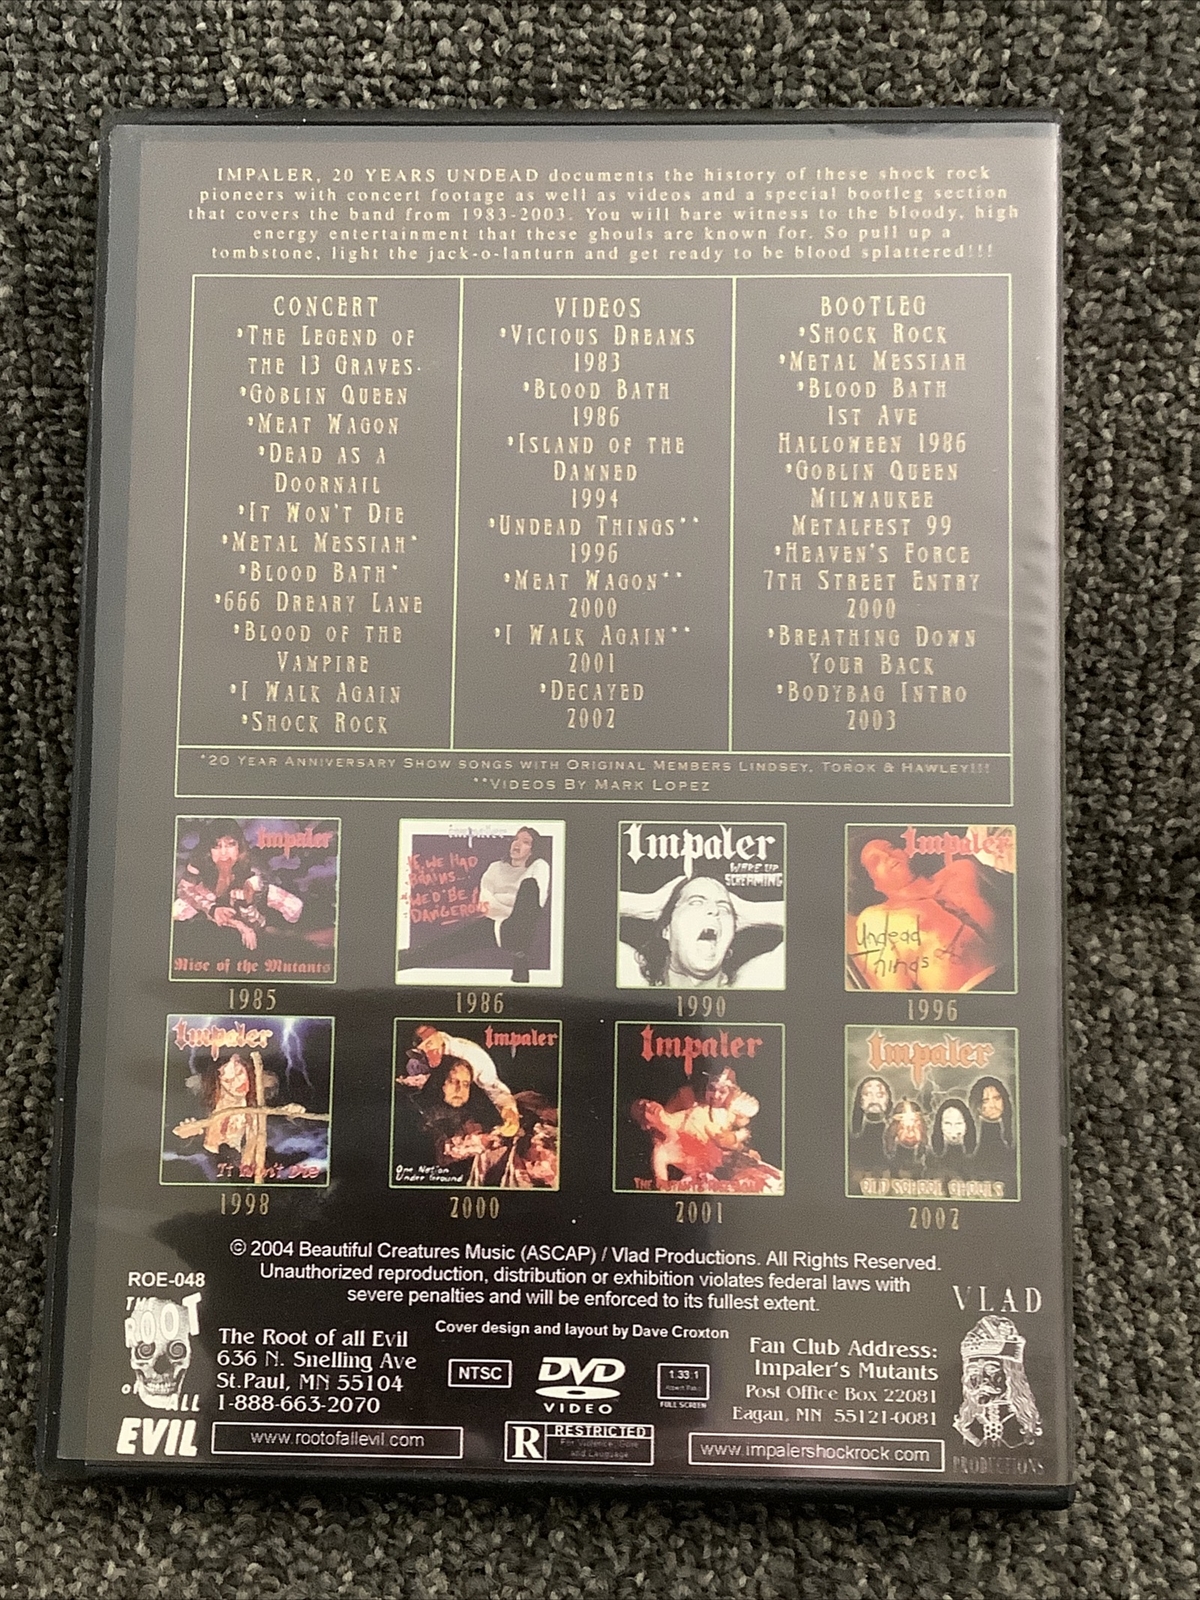 IMPALER, 20 YEARS UNDEAD documents the history of these shock rock
pioneers with concert footage as well as videos and a special bootleg section
that covers the band from 1983-2003. You will bare witness to the bloody, high
energy entertainment that these ghouls are known for. So pull up a
tombstone, light the jack-o-lantern and get ready to be blood splattered!!!
CONCERT
•THE LEGEND OF
THE 13 GRAVES•
•GOBLIN QUEEN
•MEAT WAGON
•DEAD AS A
DOORNAIL
•IT WON'T DIE
•METAL MESSIAH*
•BLOOD BATH*
•666 DREARY LANE
•BLOOD OF THE
VAMPIRE
•I WALK AGAIN
•SHOCK ROCK
VIDEOS
•VICIOUS DREAMS
1983
•BLOOD BATH
1986
•ISLAND OF THE
DAMNED
1994
•UNDEAD THINGS**
1996
•MEAT WAGON**
2000
•I WALK AGAIN**
2001
•DECAYED
2002
BOOTLEG
•SHOCK ROCK
•METAL MESSIAH
•BLOOD BATH
1ST AVE
HALLOWEEN 1986
•GOBLIN QUEEN
MILWAUKEE
METALFEST 99
•HEAVEN'S FORCE
7TH STREET ENTRY
2000
•BREATHING DOWN
YOUR BACK
•BODYBAG INTRO
2003
*20 YEAR ANNIVERSARY SHOW SONGS WITH ORIGINAL MEMBERS LINDSEY, TOROK & HAWLEY!!!
**VIDEOS BY MARK LOPEZ
Impaler
Rise of the Mutants
1985
Impaler
IF WE HAD
BRAINS...
WE'D BE
DANGEROUS
1986
Impaler
WAKE UP
SCREAMING
1990
Impaler
Undead
Things
1996
Impaler
It Won't Die
1998
Impaler
One Nation
Under Ground
2000
Impaler
2001
Impaler
OLD SCHOOL GHOULS
2002
© 2004 Beautiful Creatures Music (ASCAP) / Vlad Productions. All Rights Reserved.
Unauthorized reproduction, distribution or exhibition violates federal laws with
severe penalties and will be enforced to its fullest extent.
Cover design and layout by Dave Croxton
ROE-048
THE
ROOT
of ALL
EVIL
The Root of all Evil
636 N. Snelling Ave
St. Paul, MN 55104
1-888-663-2070
www.rootofallevil.com
NTSC
DVD
VIDEO
1.33:1
FULL SCREEN
R RESTRICTED
For Violence, Gore
and Language
Fan Club Address:
Impaler's Mutants
Post Office Box 22081
Eagan, MN 55121-0081
www.impalershockrock.com
VLAD
PRODUCTIONS